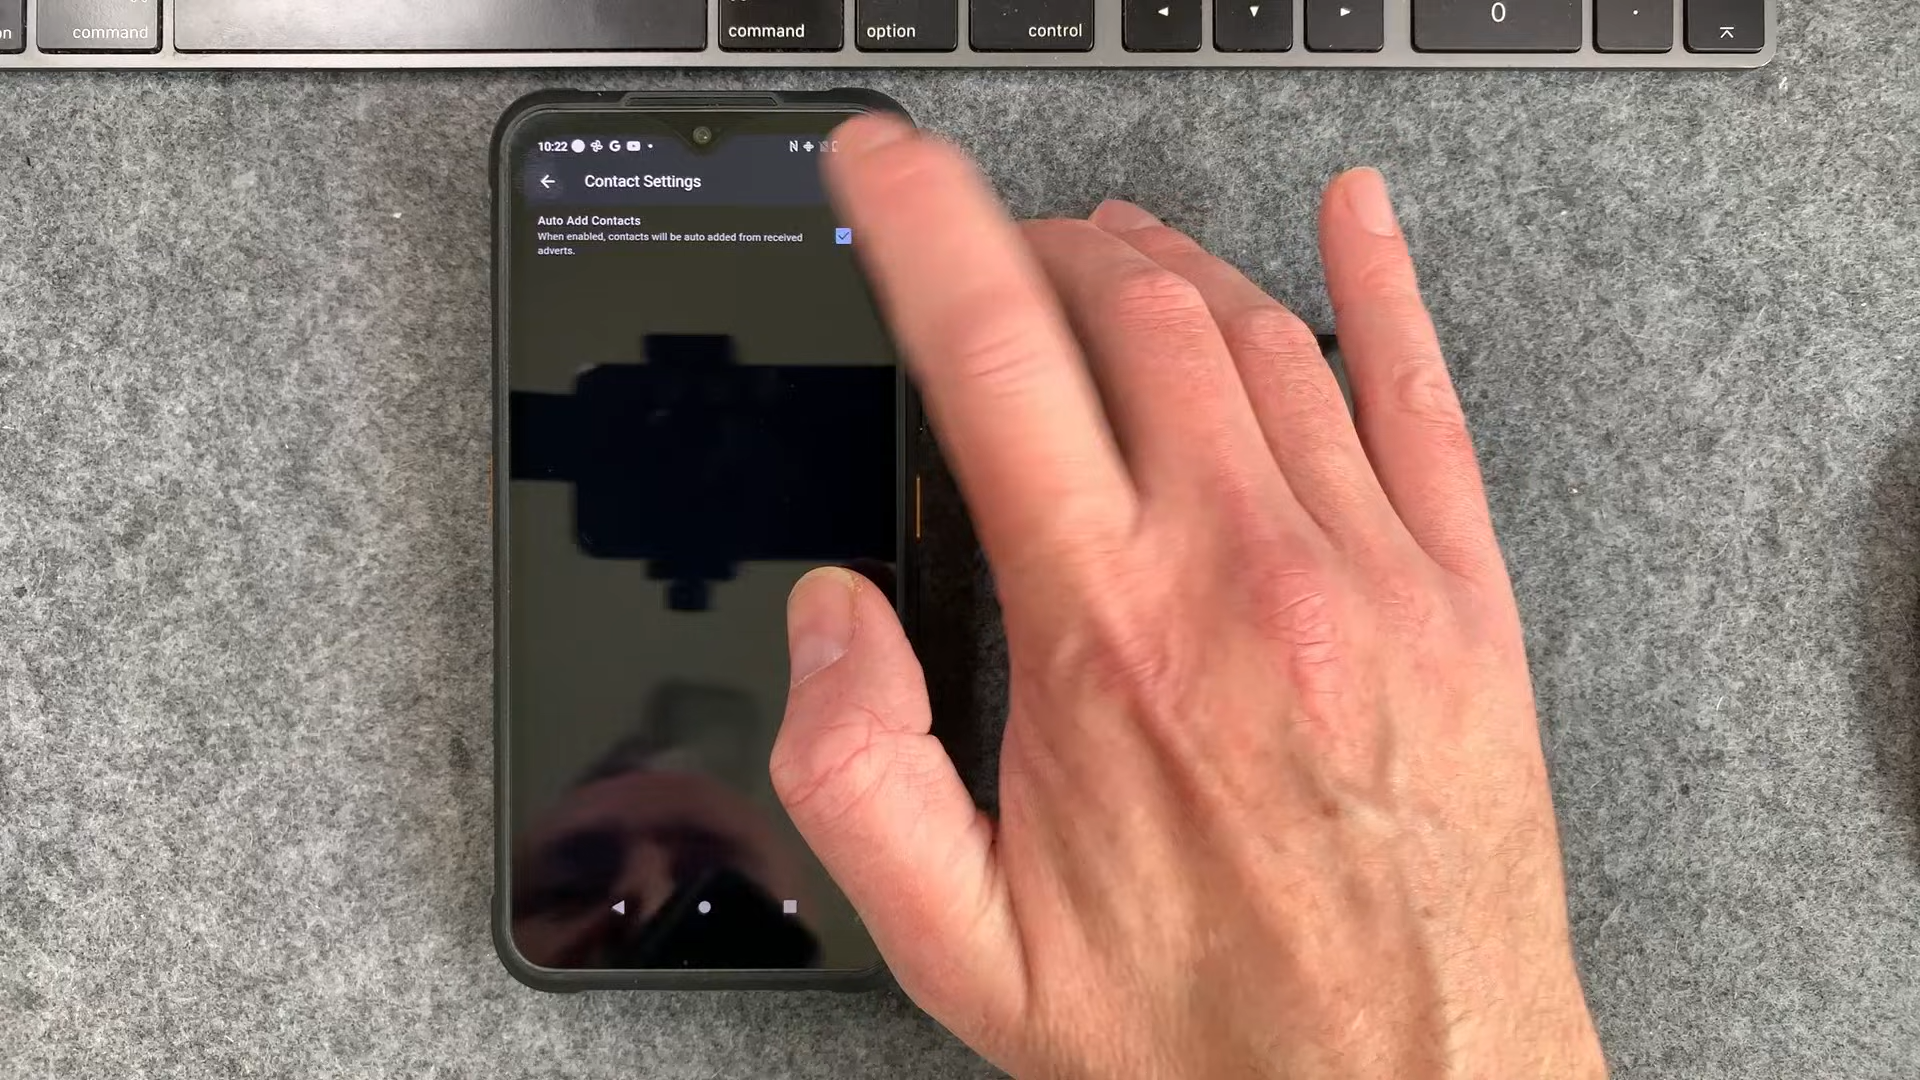 command
command
option
control
0
.
10:22
Contact Settings
Auto Add Contacts
When enabled, contacts will be auto added from received
adverts.